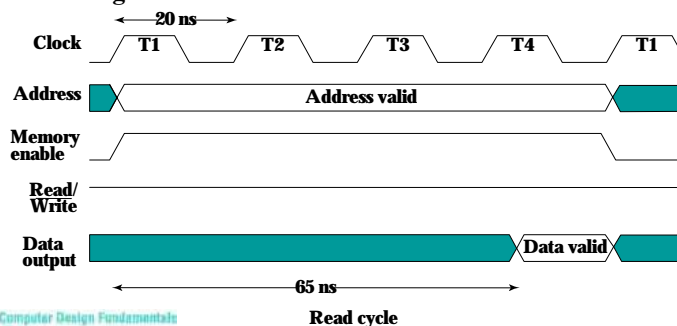 20 ns
Clock T1 T2 T3 T4 T1
Address Address valid
Memory
enable
Read/
Write
Data Data valid
output
65 ns
Computer Design Fundamentals
Read cycle